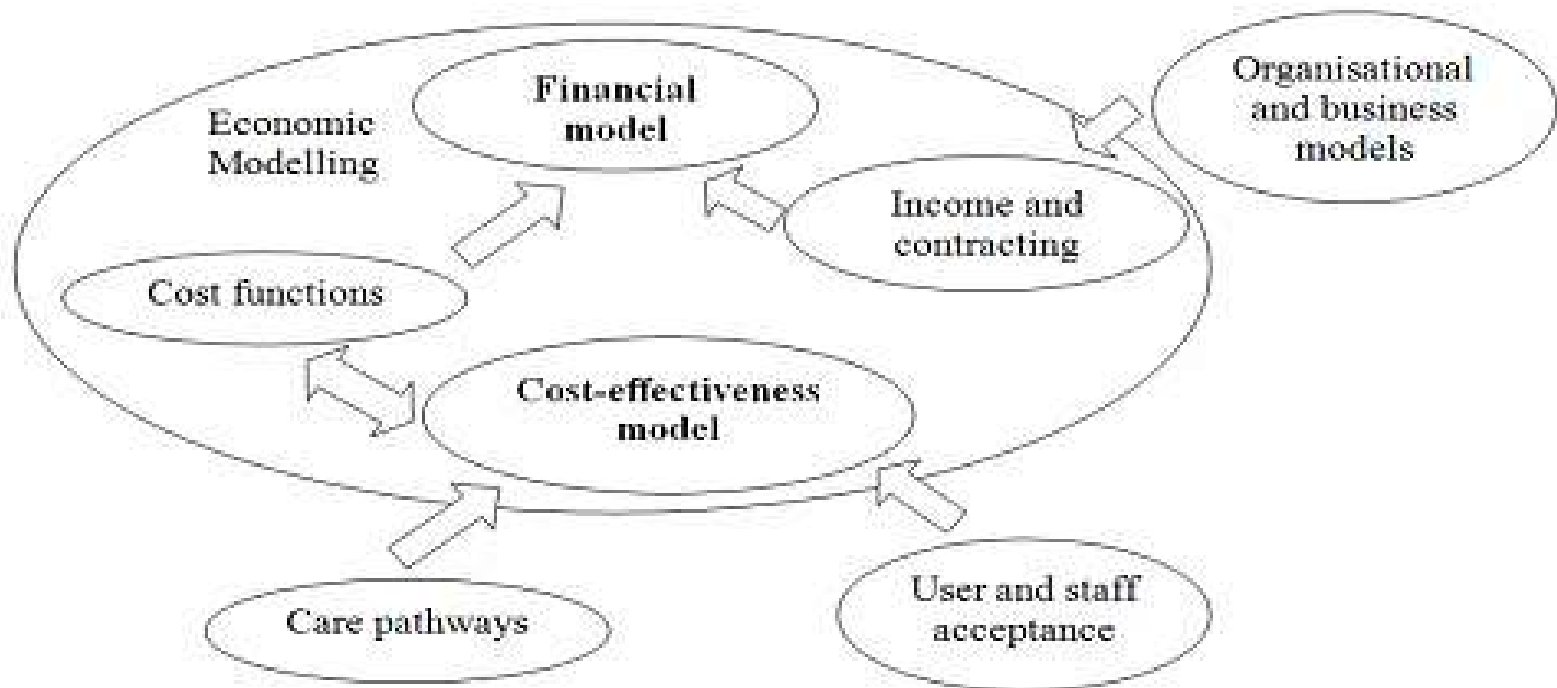 Financial
model
Economic
Modelling
Organisational
and business
models
Income and
contracting
Cost functions
Cost-effectiveness
model
Care pathways
User and staff
acceptance